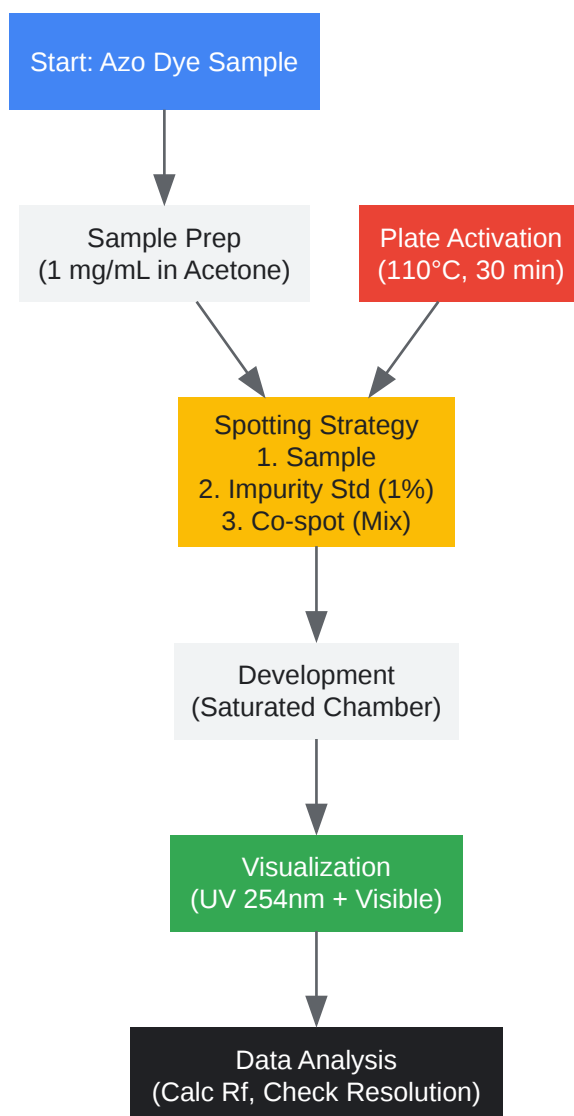 Start: Azo Dye Sample
Sample Prep
(1 mg/mL in Acetone)
Plate Activation
(110°C, 30 min)
Spotting Strategy
1. Sample
2. Impurity Std (1%)
3. Co-spot (Mix)
Development
(Saturated Chamber)
Visualization
(UV 254nm + Visible)
Data Analysis
(Calc Rf, Check Resolution)